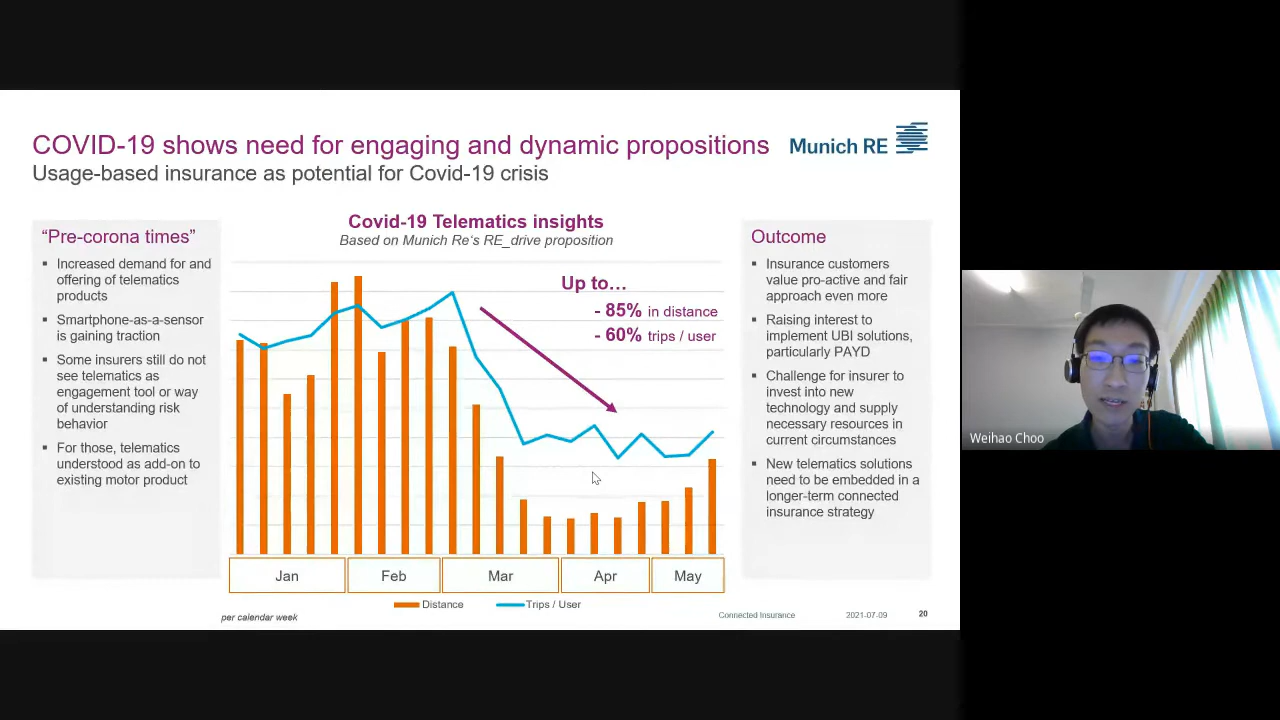 COVID-19 shows need for engaging and dynamic propositions
Munich RE
Usage-based insurance as potential for Covid-19 crisis
“Pre-corona times”
▪ Increased demand for and
offering of telematics
products
▪ Smartphone-as-a-sensor
is gaining traction
▪ Some insurers still do not
see telematics as
engagement tool or way
of understanding risk
behavior
▪ For those, telematics
understood as add-on to
existing motor product
Covid-19 Telematics insights
Based on Munich Re‘s RE_drive proposition
Up to…
- 85% in distance
- 60% trips / user
Jan
Feb
Mar
Apr
May
Distance
Trips / User
per calendar week
Outcome
▪ Insurance customers
value pro-active and fair
approach even more
▪ Raising interest to
implement UBI solutions,
particularly PAYD
▪ Challenge for insurer to
invest into new
technology and supply
necessary resources in
current circumstances
▪ New telematics solutions
need to be embedded in a
longer-term connected
insurance strategy
Connected Insurance
2021-07-09
20
Weihao Choo